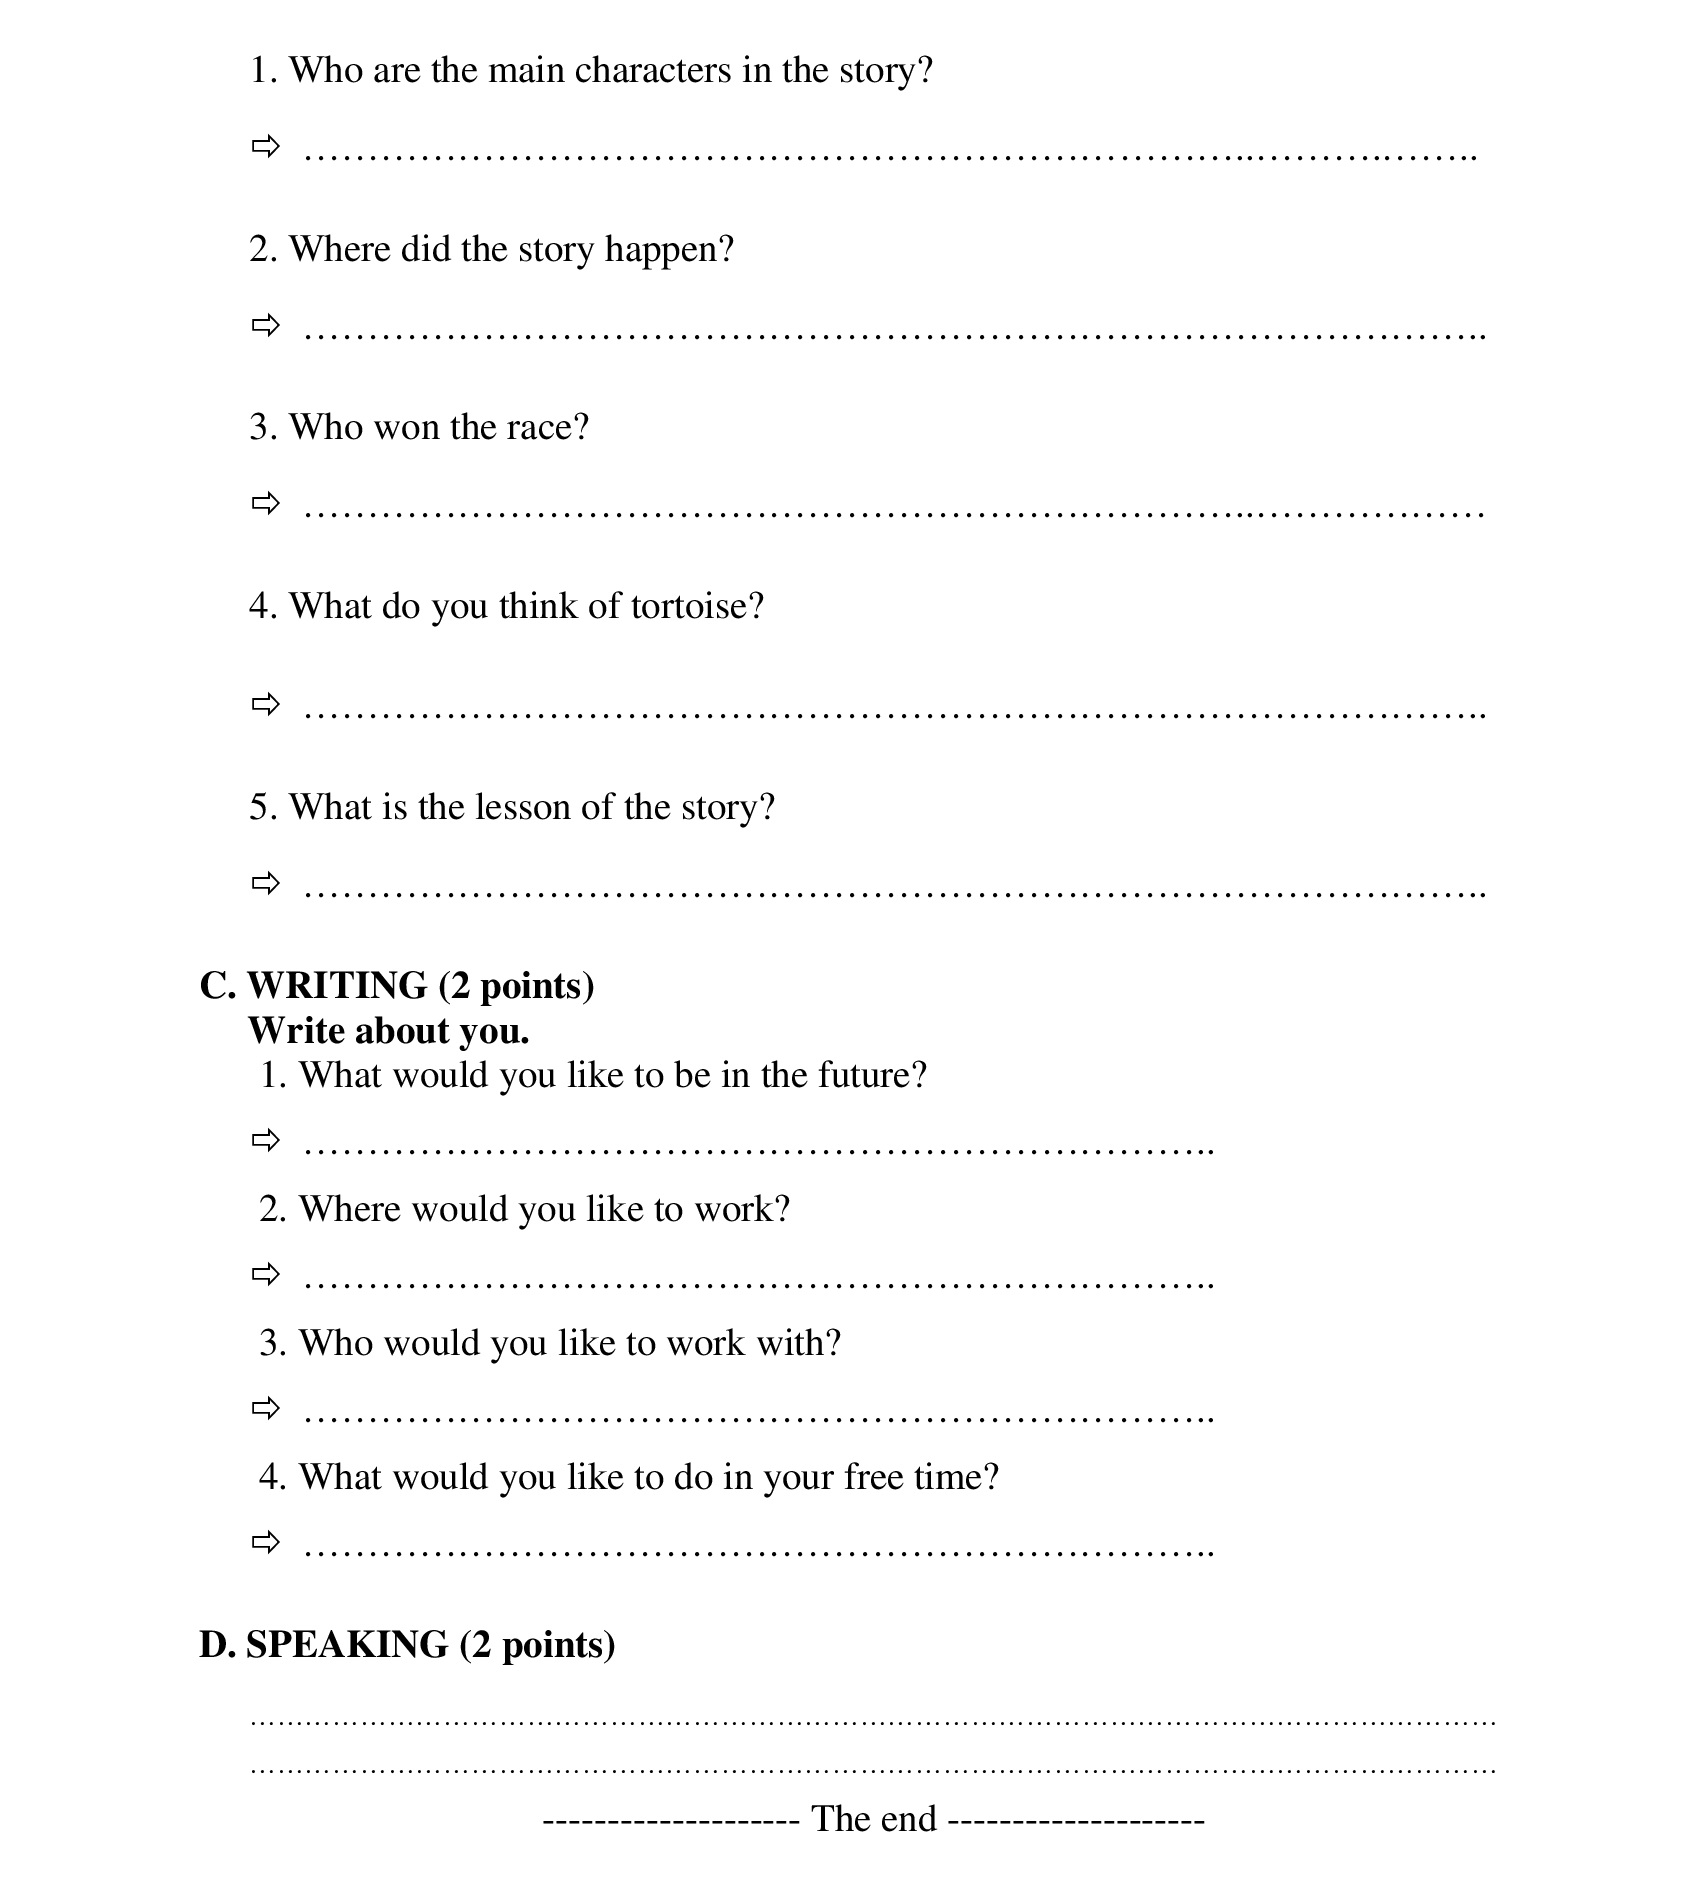 1. Who are the main characters in the story?
⇨ ………………………………………………………………..……….……..
2. Where did the story happen?
⇨ ………………………………………………………………………………..
3. Who won the race?
⇨ ………………………………………………………………..………………
4. What do you think of tortoise?
⇨ ………………………………………………………………………………..
5. What is the lesson of the story?
⇨ ………………………………………………………………………………..
C. WRITING (2 points)
Write about you.
1. What would you like to be in the future?
⇨ ……………………………………………………………..
2. Where would you like to work?
⇨ ……………………………………………………………..
3. Who would you like to work with?
⇨ ……………………………………………………………..
4. What would you like to do in your free time?
⇨ ……………………………………………………………..
D. SPEAKING (2 points)
………………………………………………………………………………………………………………………
………………………………………………………………………………………………………………………
-------------------- The end --------------------